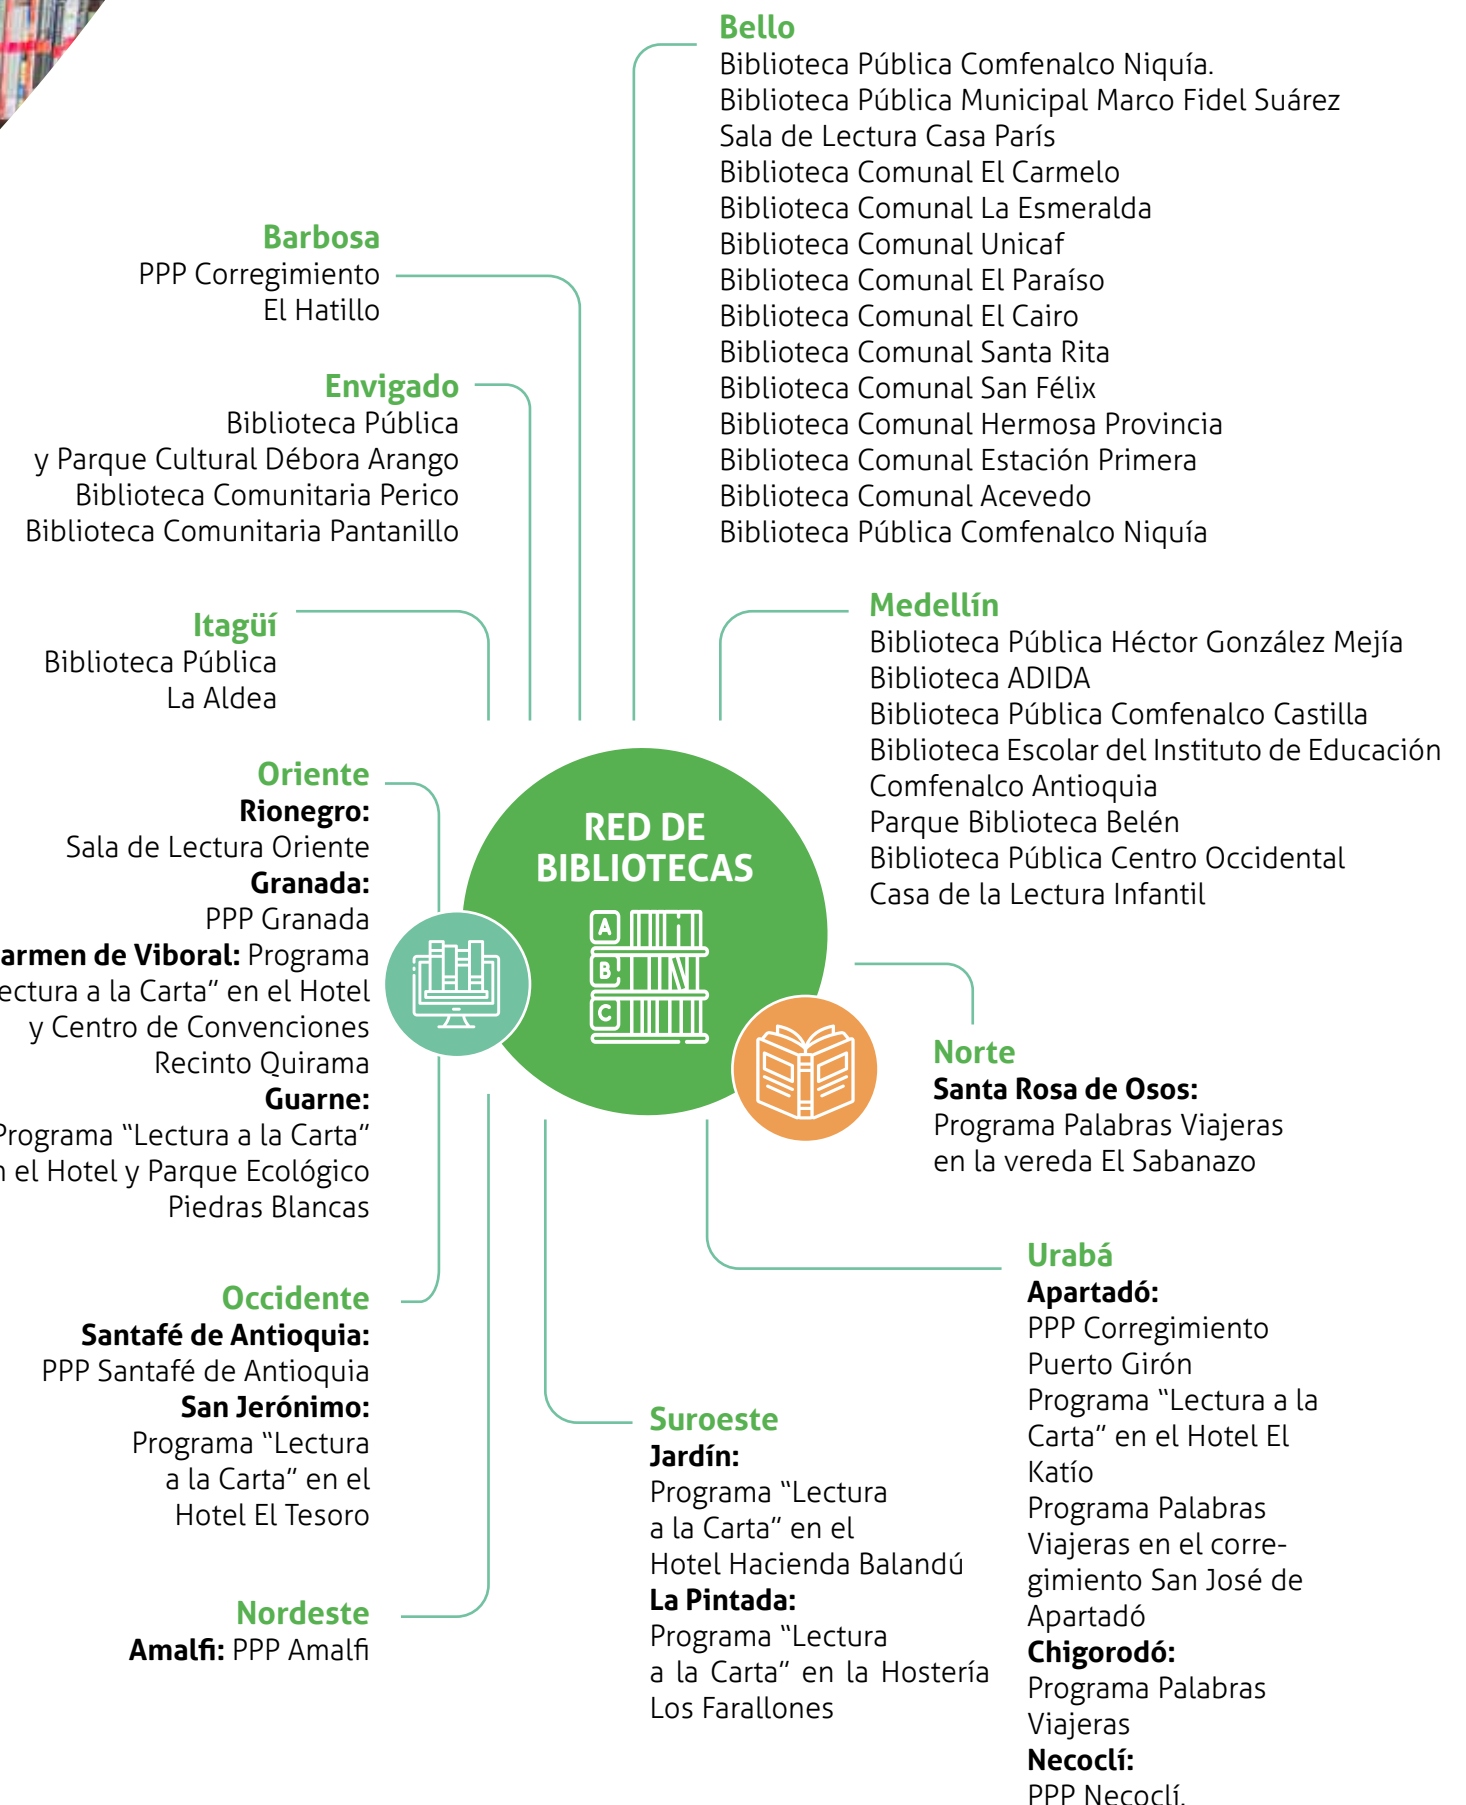 Bello
Biblioteca Pública Comfenalco Niquía.
Biblioteca Pública Municipal Marco Fidel Suárez
Sala de Lectura Casa París
Biblioteca Comunal El Carmelo
Biblioteca Comunal La Esmeralda
Biblioteca Comunal Unicaf
Biblioteca Comunal El Paraíso
Biblioteca Comunal El Cairo
Biblioteca Comunal Santa Rita
Biblioteca Comunal San Félix
Biblioteca Comunal Hermosa Provincia
Biblioteca Comunal Estación Primera
Biblioteca Comunal Acevedo
Biblioteca Pública Comfenalco Niquía
Barbosa
PPP Corregimiento
El Hatillo
Envigado
Biblioteca Pública
y Parque Cultural Débora Arango
Biblioteca Comunitaria Perico
Biblioteca Comunitaria Pantanillo
Itagüí
Biblioteca Pública
La Aldea
Medellín
Biblioteca Pública Héctor González Mejía
Biblioteca ADIDA
Biblioteca Pública Comfenalco Castilla
Biblioteca Escolar del Instituto de Educación
Comfenalco Antioquia
Parque Biblioteca Belén
Biblioteca Pública Centro Occidental
Casa de la Lectura Infantil
Oriente
Rionegro:
Sala de Lectura Oriente
Granada:
PPP Granada
armen de Viboral: Programa
ectura a la Carta” en el Hotel
y Centro de Convenciones
Recinto Quirama
Guarne:
Programa “Lectura a la Carta”
n el Hotel y Parque Ecológico
Piedras Blancas
RED DE
BIBLIOTECAS
A
B
C
Norte
Santa Rosa de Osos:
Programa Palabras Viajeras
en la vereda El Sabanazo
Occidente
Santafé de Antioquia:
PPP Santafé de Antioquia
San Jerónimo:
Programa “Lectura
a la Carta” en el
Hotel El Tesoro
Nordeste
Amalfi: PPP Amalfi
Suroeste
Jardín:
Programa “Lectura
a la Carta” en el
Hotel Hacienda Balandú
La Pintada:
Programa “Lectura
a la Carta” en la Hostería
Los Farallones
Urabá
Apartadó:
PPP Corregimiento
Puerto Girón
Programa “Lectura a la
Carta” en el Hotel El
Katío
Programa Palabras
Viajeras en el corre-
gimiento San José de
Apartadó
Chigorodó:
Programa Palabras
Viajeras
Necoclí:
PPP Necoclí.